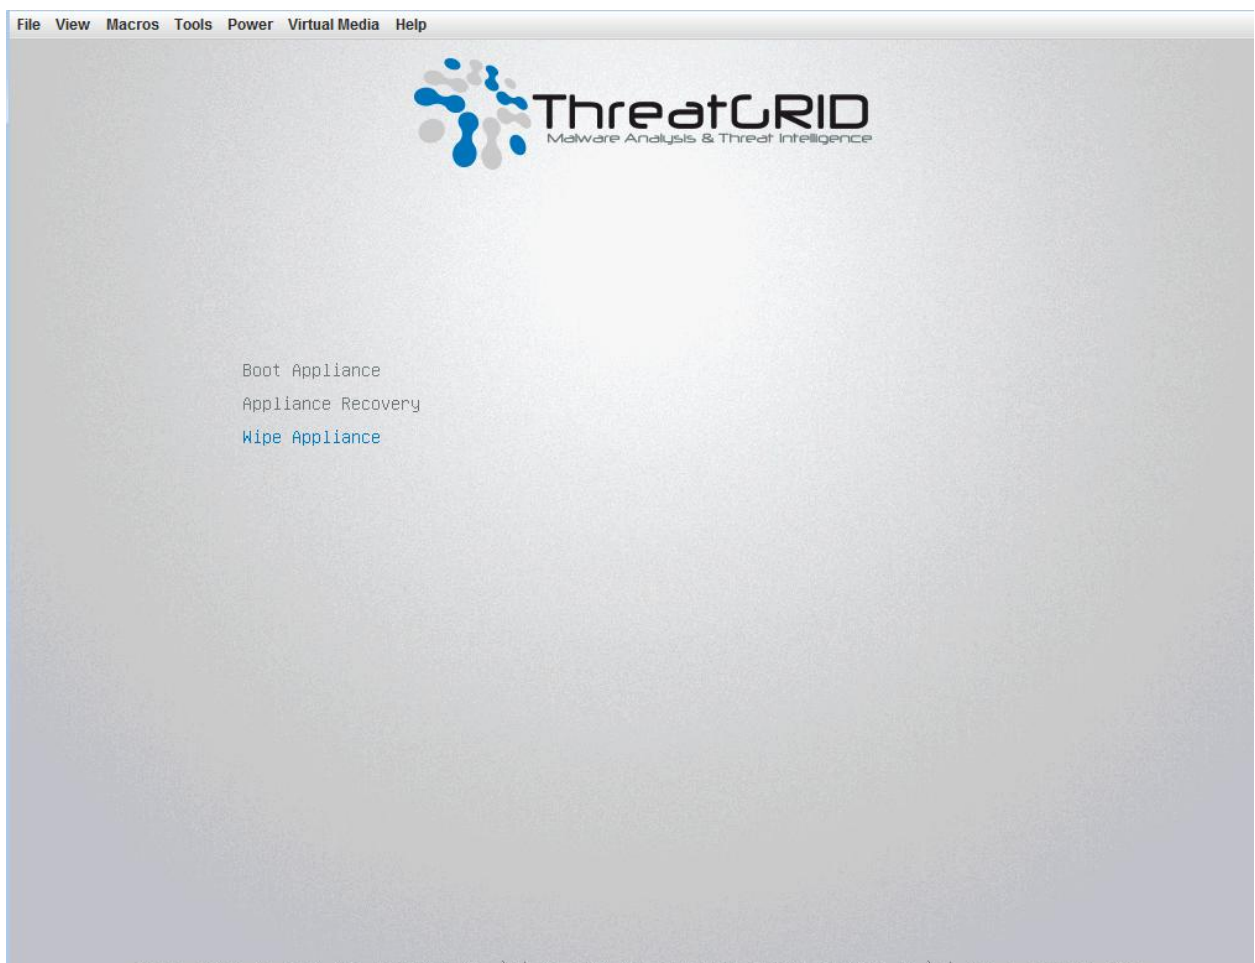 File View Macros Tools Power Virtual Media Help
ThreatGRID
Malware Analysis & Threat Intelligence
Boot Appliance
Appliance Recovery
Wipe Appliance